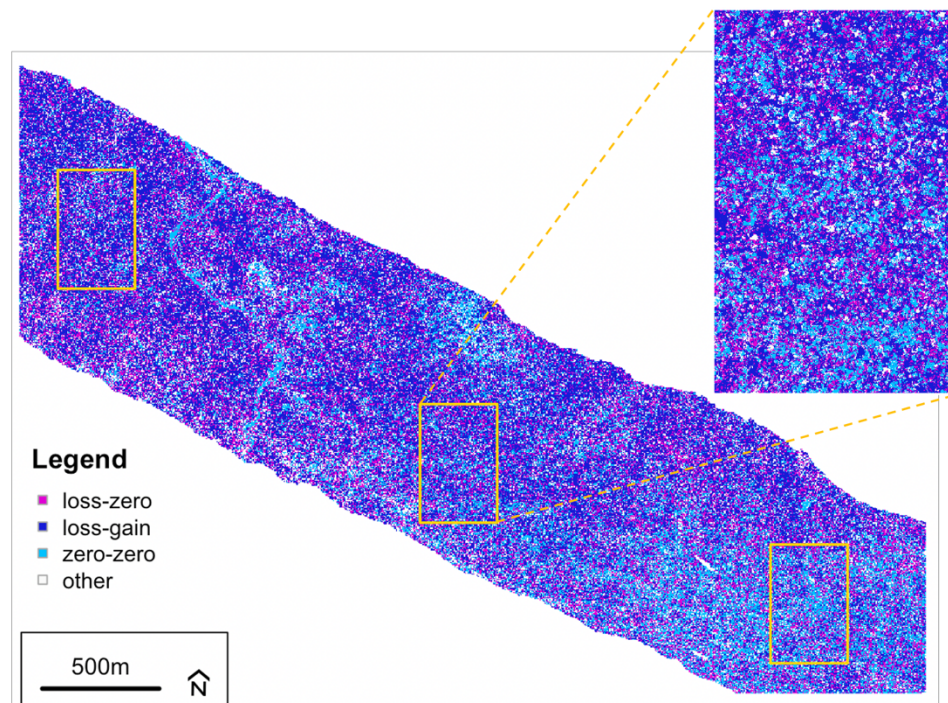 Legend
loss-zero
loss-gain
zero-zero
other
500m
N